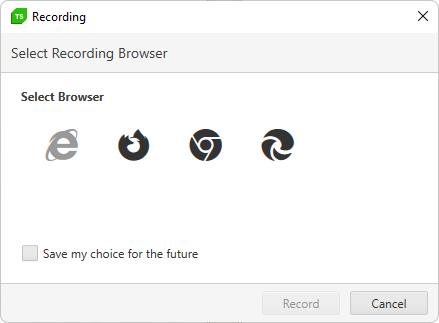 TS Recording
Select Recording Browser
Select Browser
Save my choice for the future
Record Cancel